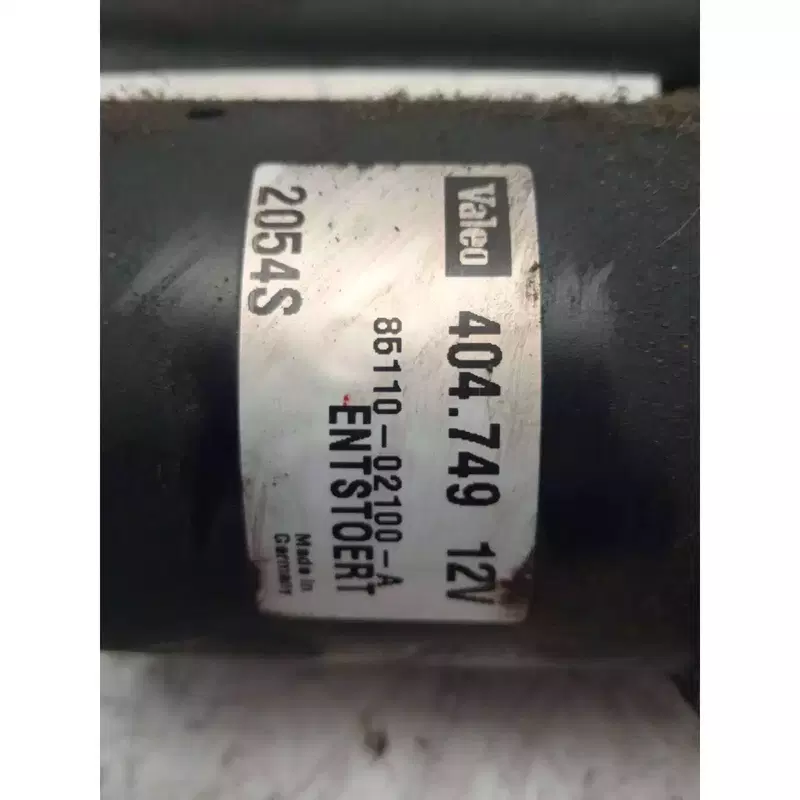 Valeo
404.749 12V
85110-02100-A
ENTSTOERT
2054S
Made in
Germany